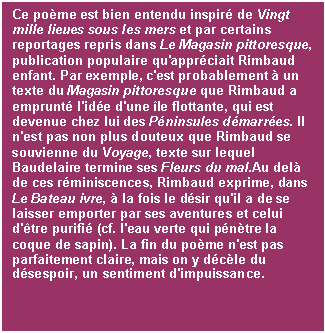 Ce poème est bien entendu inspiré de Vingt
mille lieues sous les mers et par certains
reportages repris dans Le Magasin pittoresque,
publication populaire qu'appréciait Rimbaud
enfant. Par exemple, c'est probablement à un
texte du Magasin pittoresque que Rimbaud a
emprunté l'idée d'une île flottante, qui est
devenue chez lui des Péninsules démarrées. Il
n'est pas non plus douteux que Rimbaud se
souvienne du Voyage, texte sur lequel
Baudelaire termine ses Fleurs du mal.Au delà
de ces réminiscences, Rimbaud exprime, dans
Le Bateau ivre, à la fois le désir qu'il a de se
laisser emporter par ses aventures et celui
d'être purifié (cf. l'eau verte qui pénètre la
coque de sapin). La fin du poème n'est pas
parfaitement claire, mais on y décèle du
désespoir, un sentiment d'impuissance.